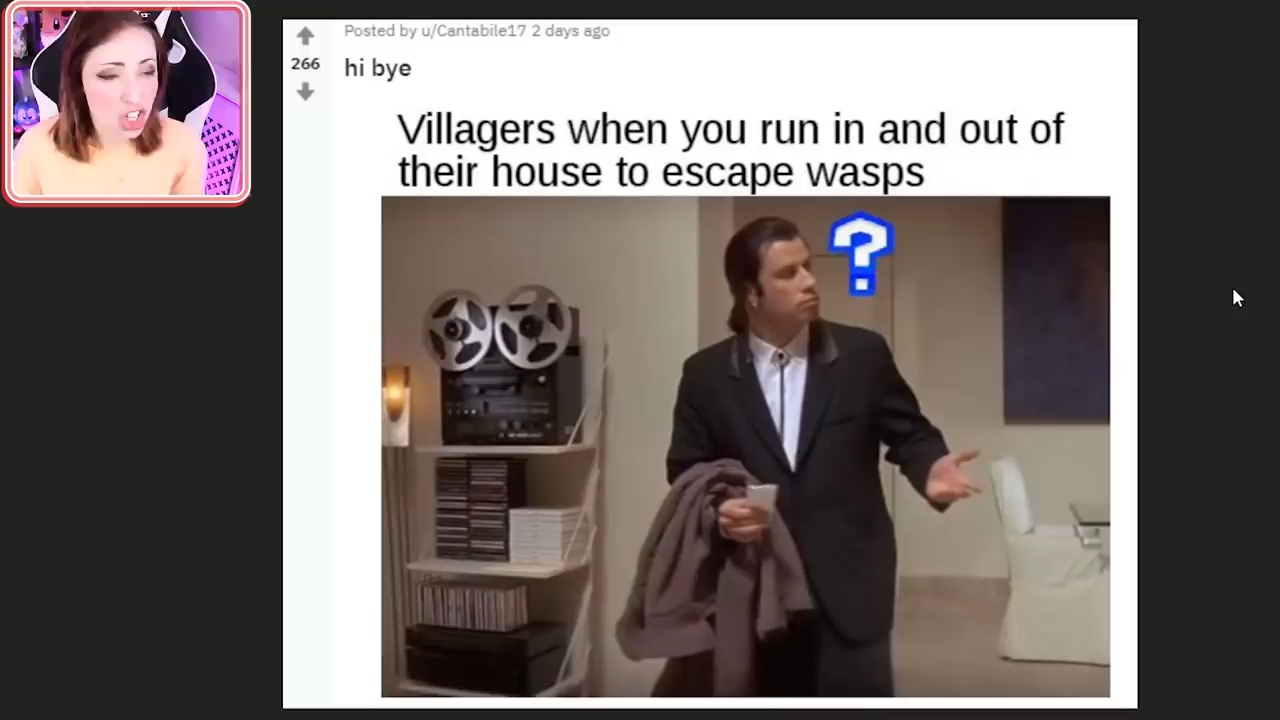 Posted by u/Cantabile17 2 days ago
266
hi bye
Villagers when you run in and out of
their house to escape wasps
?